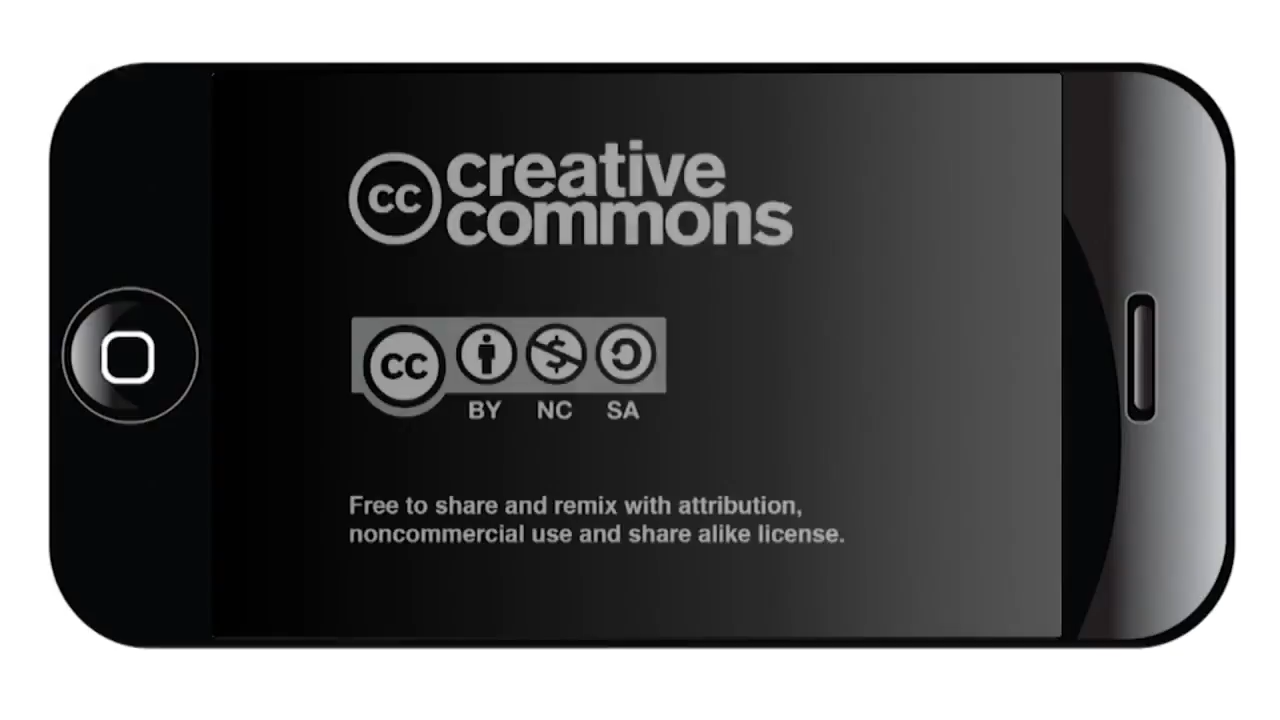 cc creative
commons
cc
BY NC SA
Free to share and remix with attribution,
noncommercial use and share alike license.